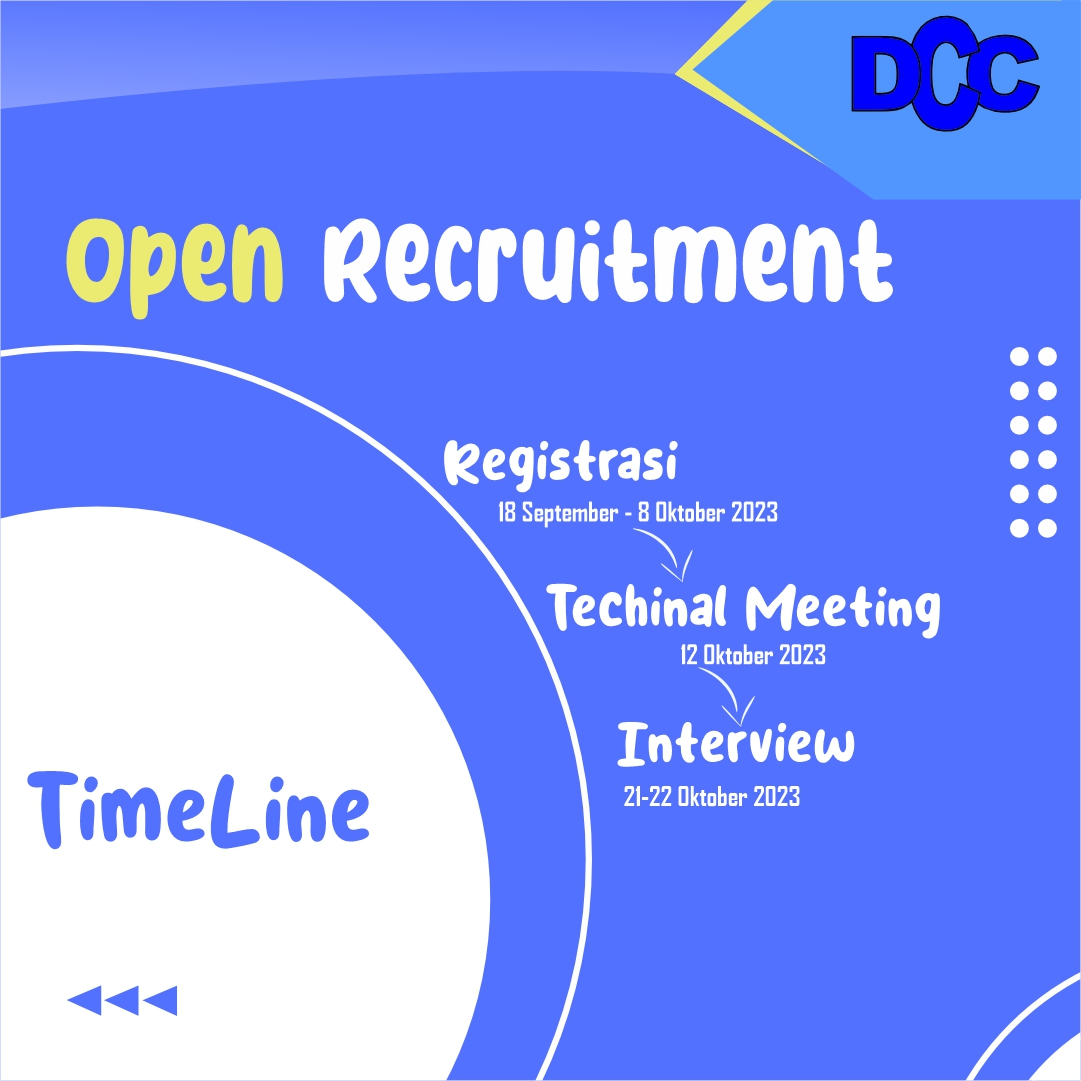 DCC
Open Recruitment
Registrasi
18 September - 8 Oktober 2023
Techinal Meeting
12 Oktober 2023
Interview
21-22 Oktober 2023
TimeLine